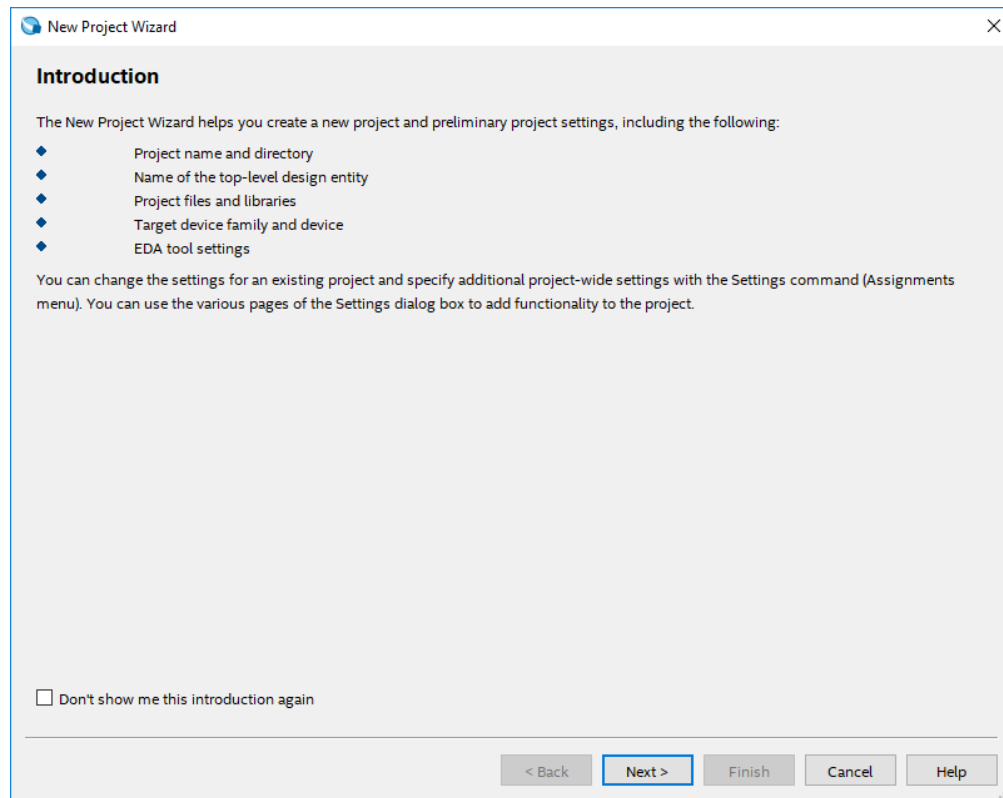 New Project Wizard
Introduction
The New Project Wizard helps you create a new project and preliminary project settings, including the following:
Project name and directory
Name of the top-level design entity
Project files and libraries
Target device family and device
EDA tool settings
You can change the settings for an existing project and specify additional project-wide settings with the Settings command (Assignments
menu). You can use the various pages of the Settings dialog box to add functionality to the project.
Don't show me this introduction again
< Back Next > Finish Cancel Help